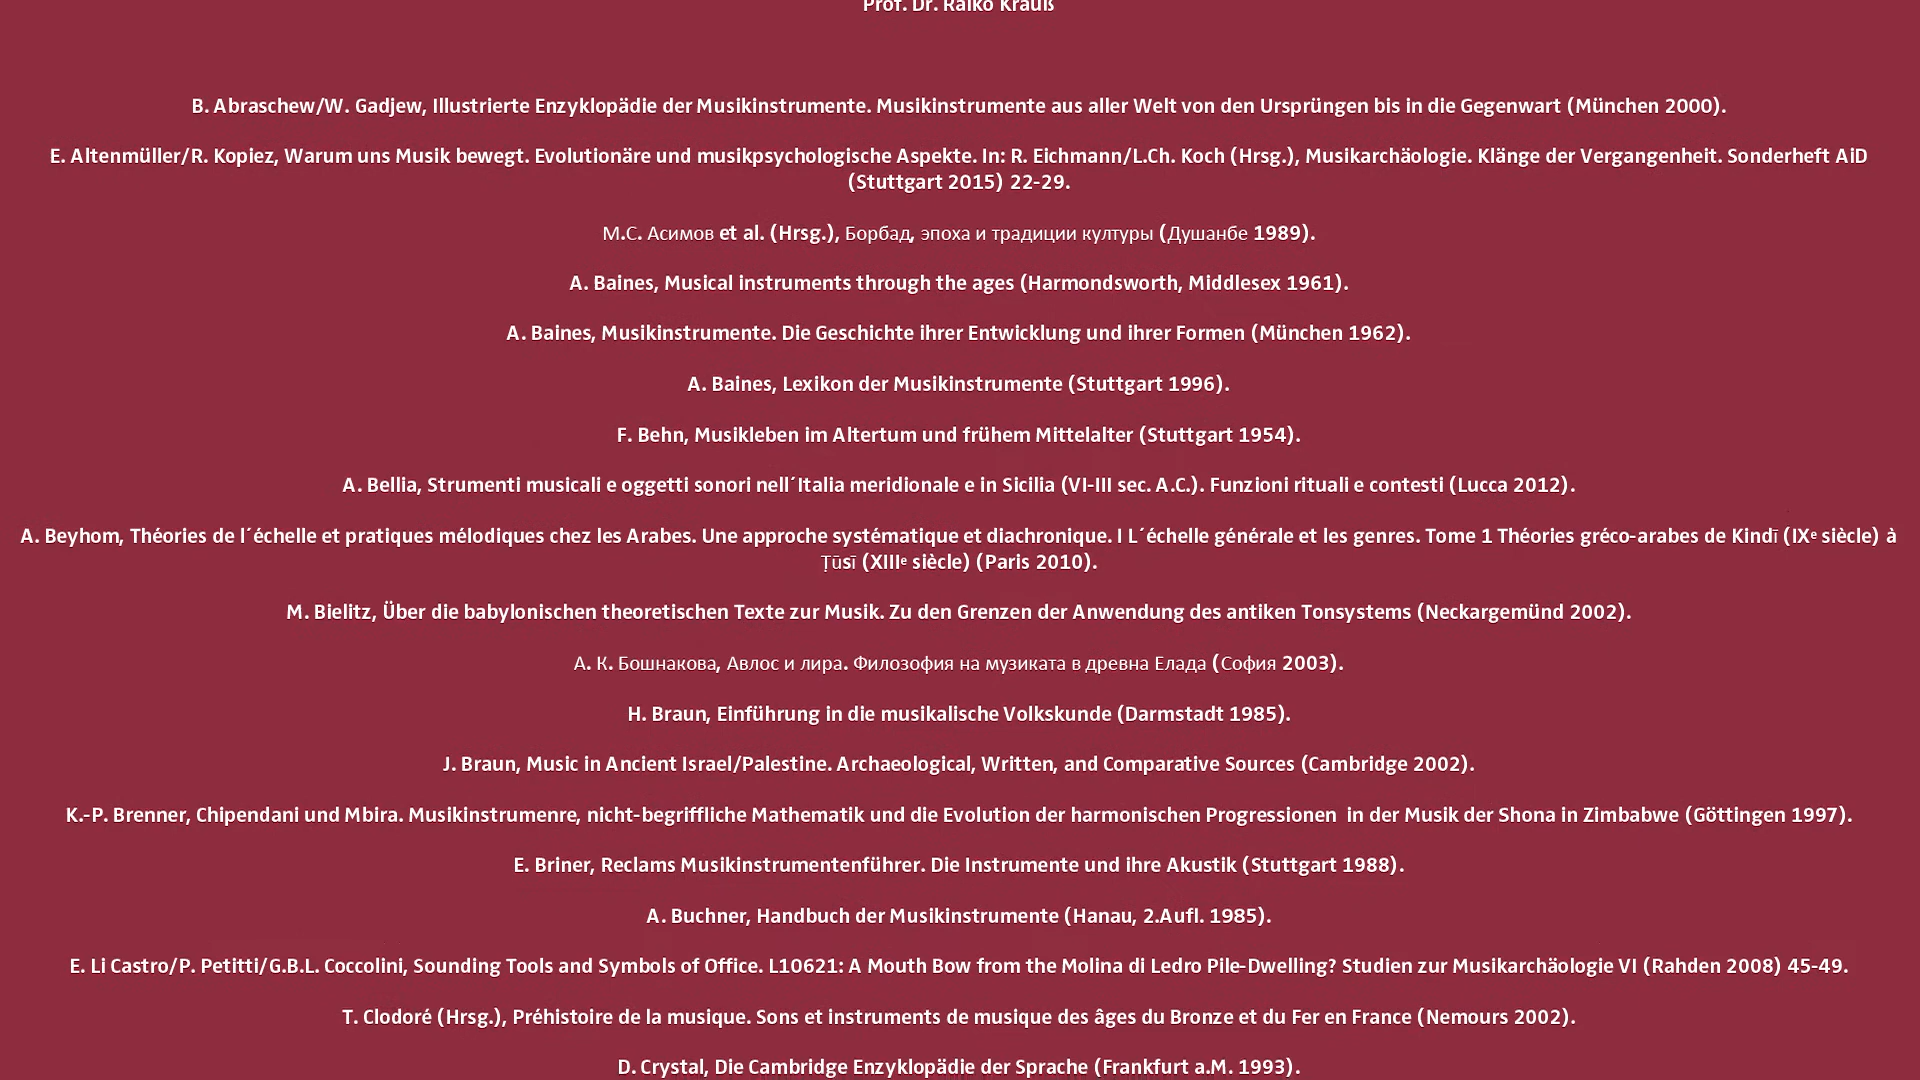 Prof. Dr. Raiko Krauß
B. Abraschew/W. Gadjew, Illustrierte Enzyklopädie der Musikinstrumente. Musikinstrumente aus aller Welt von den Ursprüngen bis in die Gegenwart (München 2000).
E. Altenmüller/R. Kopiez, Warum uns Musik bewegt. Evolutionäre und musikpsychologische Aspekte. In: R. Eichmann/L.Ch. Koch (Hrsg.), Musikarchäologie. Klänge der Vergangenheit. Sonderheft AiD
(Stuttgart 2015) 22-29.
М.С. Асимов et al. (Hrsg.), Борбад, эпоха и традиции култypы (Душанбе 1989).
A. Baines, Musical instruments through the ages (Harmondsworth, Middlesex 1961).
A. Baines, Musikinstrumente. Die Geschichte ihrer Entwicklung und ihrer Formen (München 1962).
A. Baines, Lexikon der Musikinstrumente (Stuttgart 1996).
F. Behn, Musikleben im Altertum und frühem Mittelalter (Stuttgart 1954).
A. Bellia, Strumenti musicali e oggetti sonori nell´Italia meridionale e in Sicilia (VI-III sec. A.C.). Funzioni rituali e contesti (Lucca 2012).
A. Beyhom, Théories de l´échelle et pratiques mélodiques chez les Arabes. Une approche systématique et diachronique. I L´échelle générale et les genres. Tome 1 Théories gréco-arabes de Kindī (IXᵉ siècle) à
Ṭūsī (XIIIᵉ siècle) (Paris 2010).
M. Bielitz, Über die babylonischen theoretischen Texte zur Musik. Zu den Grenzen der Anwendung des antiken Tonsystems (Neckargemünd 2002).
А. К. Бошнакова, Авлос и лира. Филозофия на музиката в древна Елада (София 2003).
H. Braun, Einführung in die musikalische Volkskunde (Darmstadt 1985).
J. Braun, Music in Ancient Israel/Palestine. Archaeological, Written, and Comparative Sources (Cambridge 2002).
K.-P. Brenner, Chipendani und Mbira. Musikinstrumenre, nicht-begriffliche Mathematik und die Evolution der harmonischen Progressionen  in der Musik der Shona in Zimbabwe (Göttingen 1997).
E. Briner, Reclams Musikinstrumentenführer. Die Instrumente und ihre Akustik (Stuttgart 1988).
A. Buchner, Handbuch der Musikinstrumente (Hanau, 2.Aufl. 1985).
E. Li Castro/P. Petitti/G.B.L. Coccolini, Sounding Tools and Symbols of Office. L10621: A Mouth Bow from the Molina di Ledro Pile-Dwelling? Studien zur Musikarchäologie VI (Rahden 2008) 45-49.
T. Clodoré (Hrsg.), Préhistoire de la musique. Sons et instruments de musique des âges du Bronze et du Fer en France (Nemours 2002).
D. Crystal, Die Cambridge Enzyklopädie der Sprache (Frankfurt a.M. 1993).